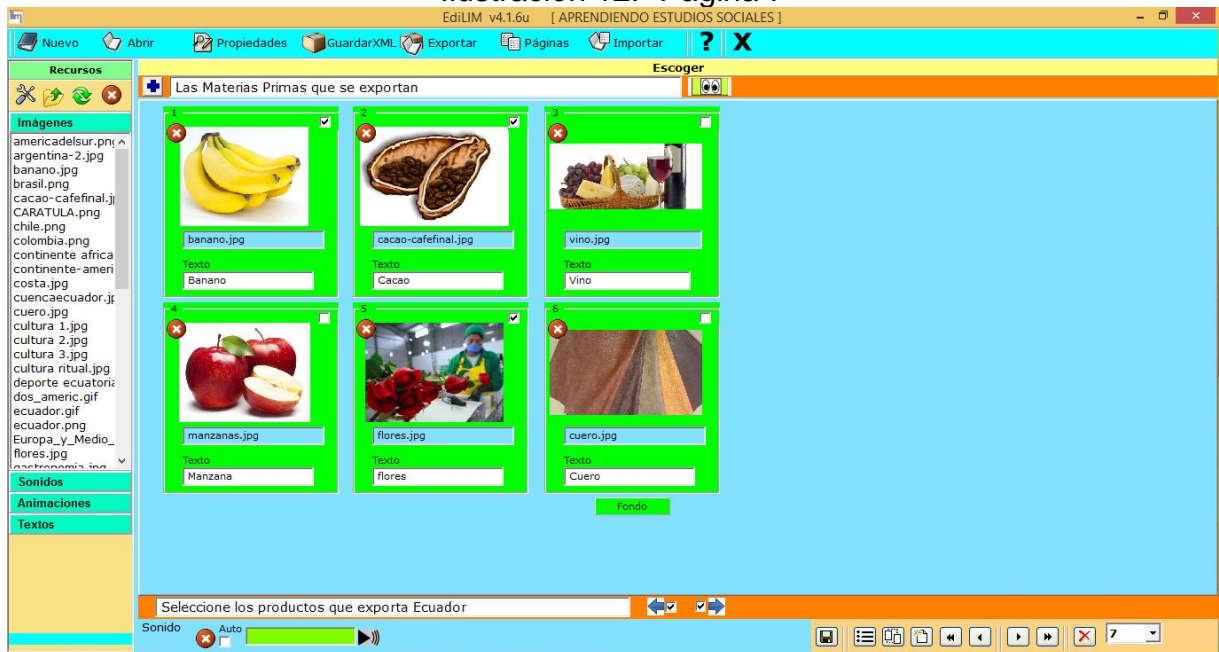 EdiLIM v4.1.6u [ APRENDIENDO ESTUDIOS SOCIALES ]
Nuevo Abrir Propiedades GuardarXML Exportar Páginas Importar ? X
Recursos
Escoger
Las Materias Primas que se exportan
Imágenes
americadelsur.png
argentina-2.jpg
banano.jpg
brasil.png
cacao-cafefinal.j
CARATULA.png
chile.png
colombia.png
continente africa
continente-ameri
costa.jpg
cuencaecuador.jp
cuero.jpg
cultura 1.jpg
cultura 2.jpg
cultura 3.jpg
cultura ritual.jpg
deporte ecuatoria
dos_americ.gif
ecuador.gif
ecuador.png
Europa_y_Medio_
flores.jpg
Sonidos
Animaciones
Textos
1 2 3
banano.jpg cacao-cafefinal.jpg vino.jpg
Texto Texto Texto
Banano Cacao Vino
4 5 6
manzanas.jpg flores.jpg cuero.jpg
Texto Texto Texto
Manzana flores Cuero
Fondo
Seleccione los productos que exporta Ecuador
Sonido Auto
7